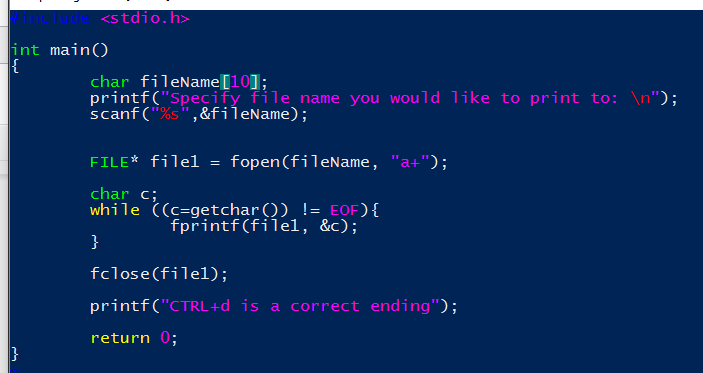 #include <stdio.h>
int main()
{
char fileName[10];
printf("Specify file name you would like to print to: \n");
scanf("%s",&fileName);
FILE* file1 = fopen(fileName, "a+");
char c;
while ((c=getchar()) != EOF){
fprintf(file1, &c);
}
fclose(file1);
printf("CTRL+d is a correct ending");
return 0;
}